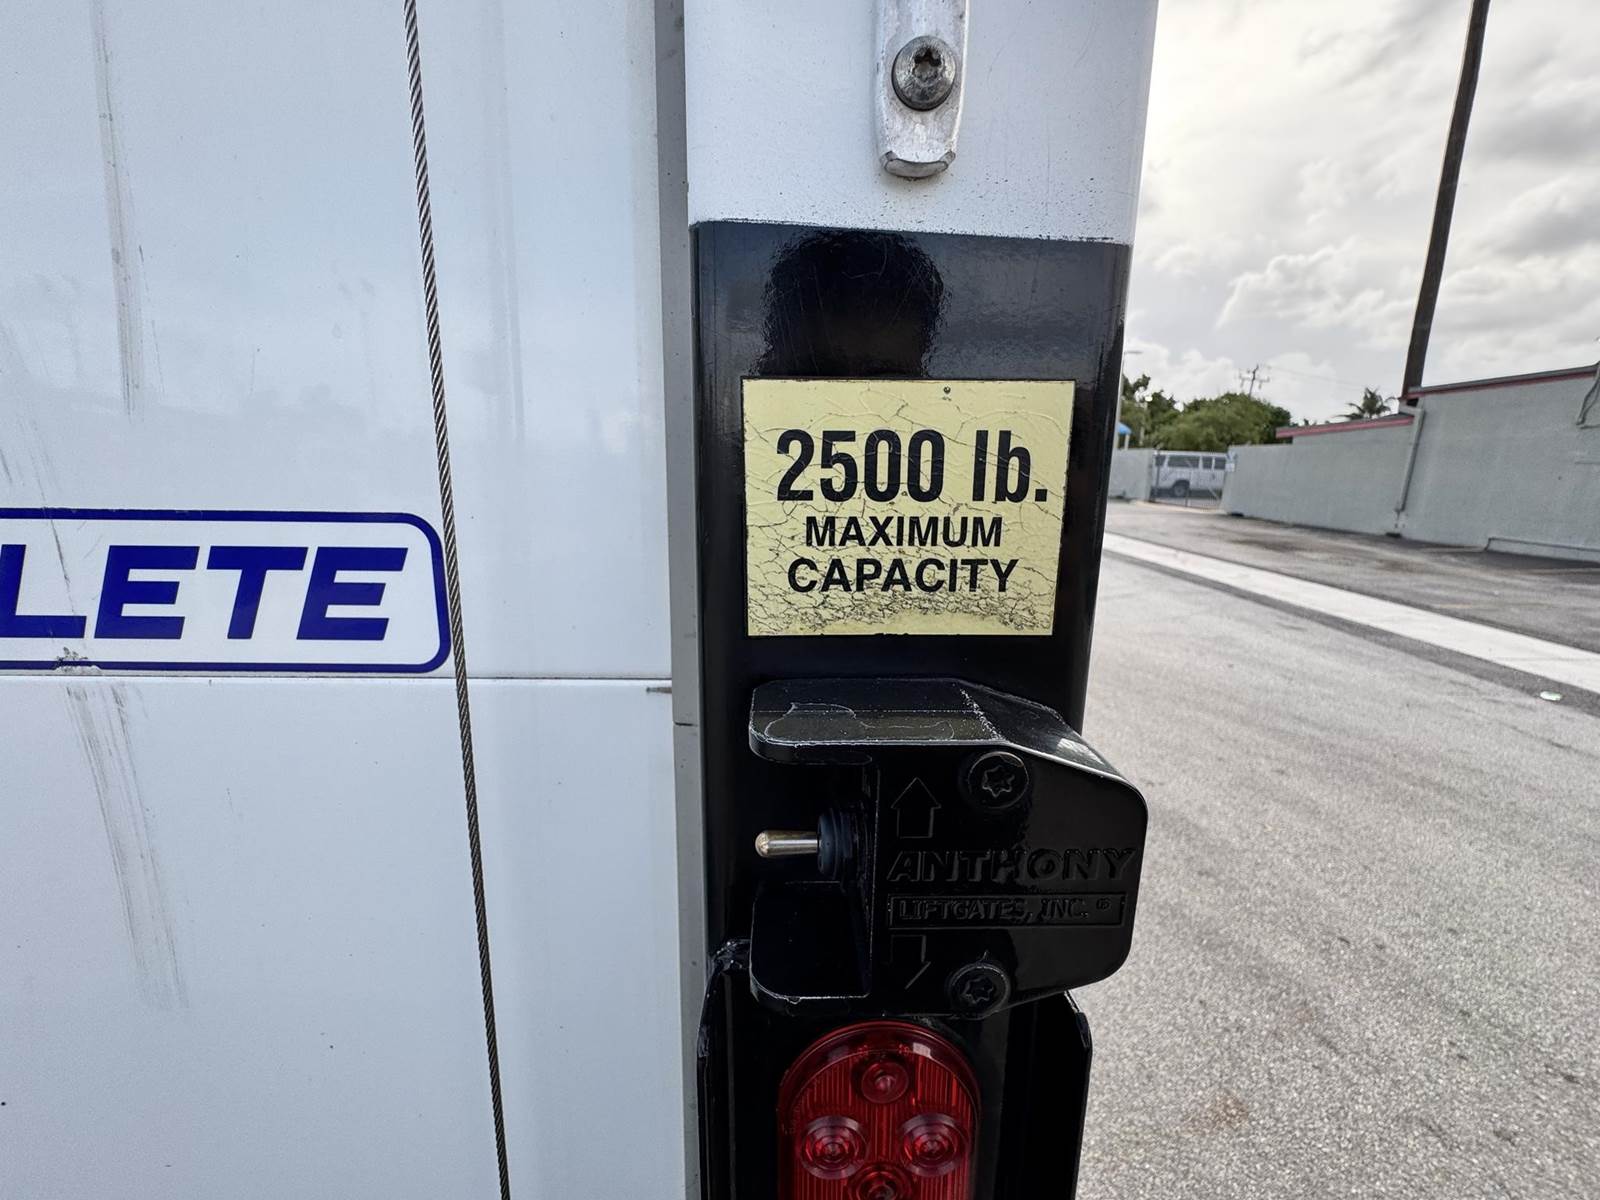 2500 lb.
MAXIMUM
CAPACITY
LETE
ANTHONY
LIFTGATES, INC. ®